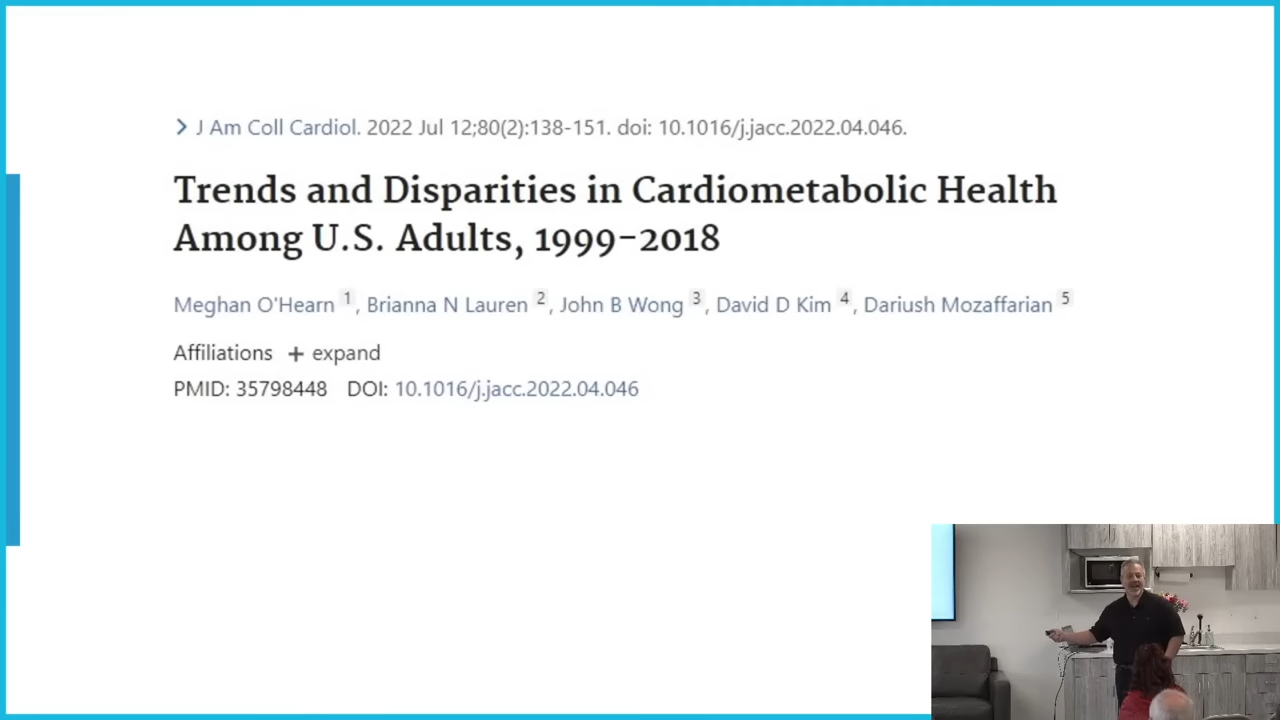 J Am Coll Cardiol. 2022 Jul 12;80(2):138-151. doi: 10.1016/j.jacc.2022.04.046.
Trends and Disparities in Cardiometabolic Health
Among U.S. Adults, 1999-2018
Meghan O'Hearn 1, Brianna N Lauren 2, John B Wong 3, David D Kim 4, Dariush Mozaffarian 5
Affiliations + expand
PMID: 35798448 DOI: 10.1016/j.jacc.2022.04.046